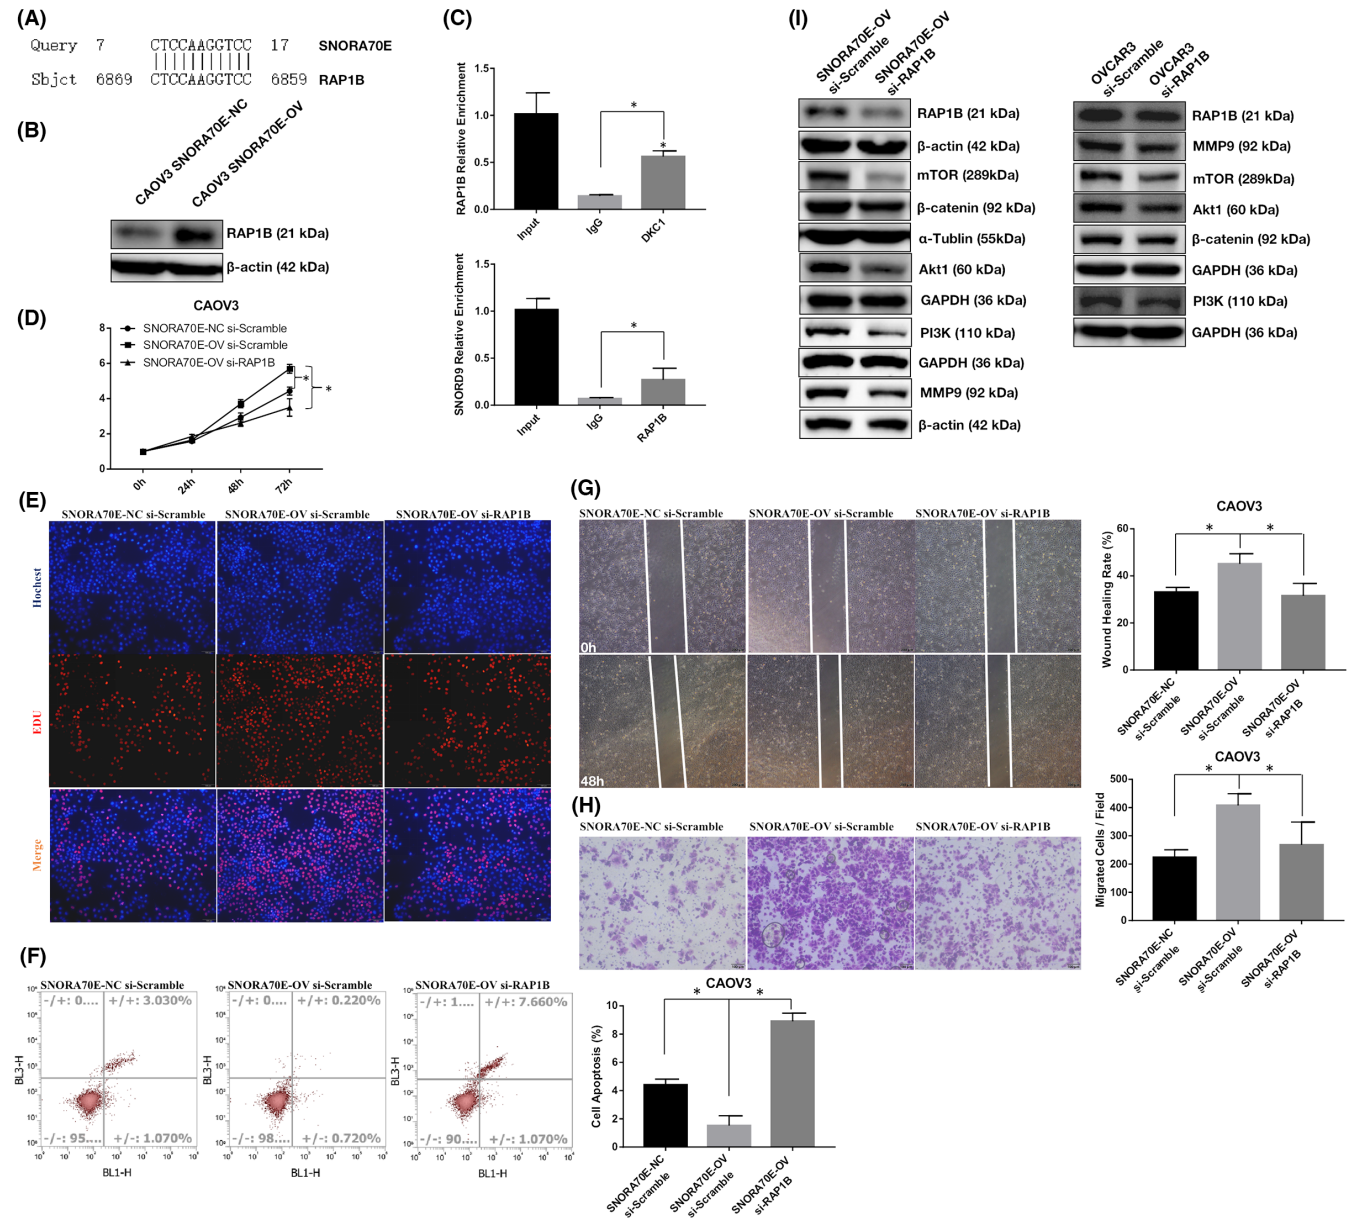 (A)
Query 7 CTCCAAGGTCC 17 SNORA70E
Sbjct 6869 CTCCAAGGTCC 6859 RAP1B
(B)
CAOV3 SNORA70E-NC
CAOV3 SNORA70E-OV
RAP1B (21 kDa)
β-actin (42 kDa)
(C)
RAP1B Relative Enrichment
1.5
1.0
0.5
0.0
*
*
Input
IgG
DKC1
SNORD9 Relative Enrichment
1.5
1.0
0.5
0.0
*
Input
IgG
RAP1B
(D)
CAOV3
SNORA70E-NC si-Scramble
SNORA70E-OV si-Scramble
SNORA70E-OV si-RAP1B
8
6
4
2
0
*
*
0h
24h
48h
72h
(E)
SNORA70E-NC si-Scramble
SNORA70E-OV si-Scramble
SNORA70E-OV si-RAP1B
Hochest
EDU
Merge
(F)
SNORA70E-NC si-Scramble
SNORA70E-OV si-Scramble
SNORA70E-OV si-RAP1B
-/+: 0.... +/+: 3.030%
-/-: 95.... +/-: 1.070%
BL3-H
BL1-H
-/+: 0.... +/+: 0.220%
-/-: 98.... +/-: 0.720%
BL3-H
BL1-H
-/+: 1.... +/+: 7.660%
-/-: 90.... +/-: 1.070%
BL3-H
BL1-H
CAOV3
Cell Apoptosis (%)
10
8
6
4
2
0
*
*
SNORA70E-NC
si-Scramble
SNORA70E-OV
si-Scramble
SNORA70E-OV
si-RAP1B
(G)
SNORA70E-NC si-Scramble
SNORA70E-OV si-Scramble
SNORA70E-OV si-RAP1B
0h
48h
CAOV3
Wound Healing Rate (%)
60
40
20
0
*
*
SNORA70E-NC
si-Scramble
SNORA70E-OV
si-Scramble
SNORA70E-OV
si-RAP1B
(H)
SNORA70E-NC si-Scramble
SNORA70E-OV si-Scramble
SNORA70E-OV si-RAP1B
CAOV3
Migrated Cells / Field
500
400
300
200
100
0
*
*
SNORA70E-NC
si-Scramble
SNORA70E-OV
si-Scramble
SNORA70E-OV
si-RAP1B
(I)
SNORA70E-OV
si-Scramble
SNORA70E-OV
si-RAP1B
RAP1B (21 kDa)
β-actin (42 kDa)
mTOR (289kDa)
β-catenin (92 kDa)
α-Tublin (55kDa)
Akt1 (60 kDa)
GAPDH (36 kDa)
PI3K (110 kDa)
GAPDH (36 kDa)
MMP9 (92 kDa)
β-actin (42 kDa)
OVCAR3
si-Scramble
OVCAR3
si-RAP1B
RAP1B (21 kDa)
MMP9 (92 kDa)
mTOR (289kDa)
Akt1 (60 kDa)
β-catenin (92 kDa)
GAPDH (36 kDa)
PI3K (110 kDa)
GAPDH (36 kDa)